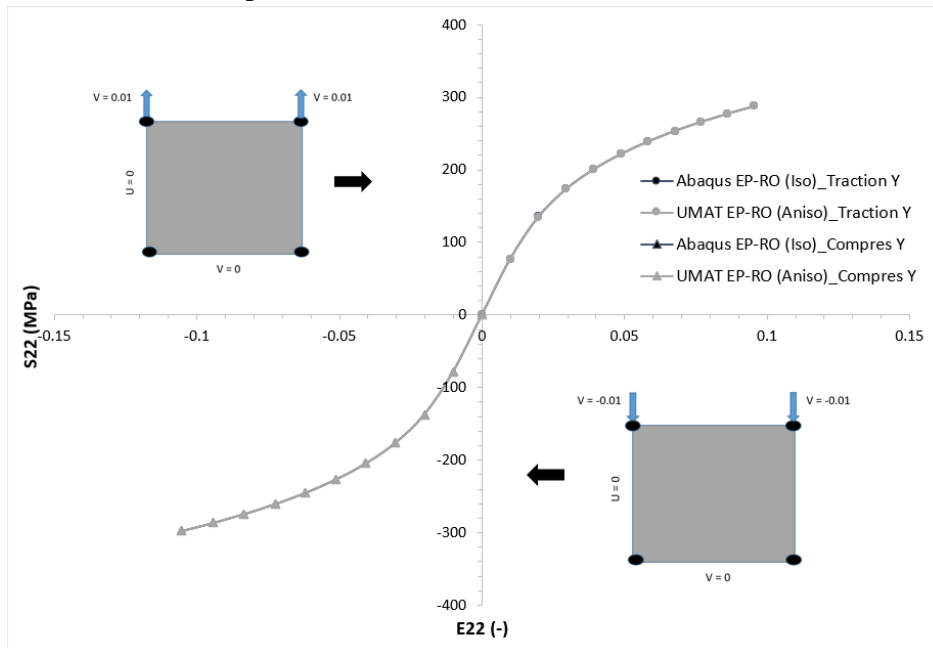 400
V = 0.01
V = 0.01
300
U = 0
Abaqus EP-RO (Iso)_Traction Y
200
UMAT EP-RO (Aniso)_Traction Y
100
Abaqus EP-RO (Iso)_Compres Y
V = 0
UMAT EP-RO (Aniso)_Compres Y
S22 (MPa)
0
-0.15
-0.1
-0.05
0
0.05
0.1
0.15
-100
V = -0.01
V = -0.01
-200
U = 0
-300
V = 0
-400
E22 (-)